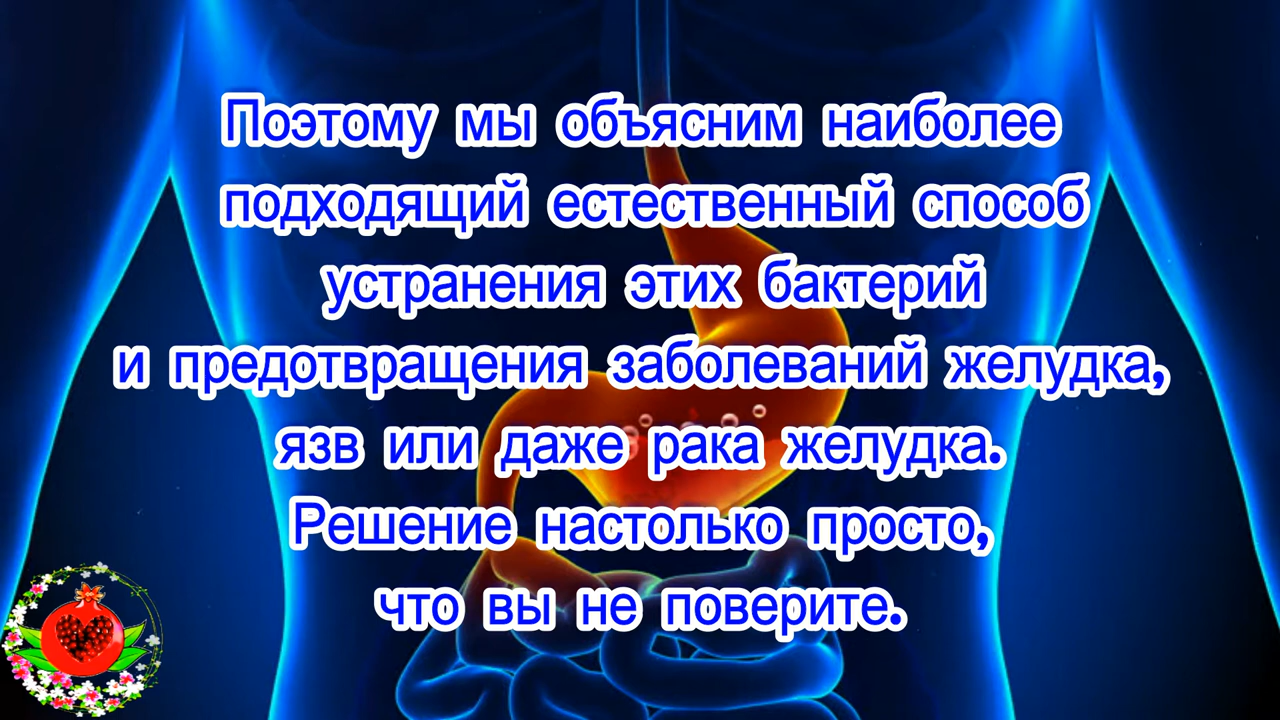 Поэтому мы объясним наиболее
подходящий естественный способ
устранения этих бактерий
и предотвращения заболеваний желудка,
язв или даже рака желудка.
Решение настолько просто,
что вы не поверите.